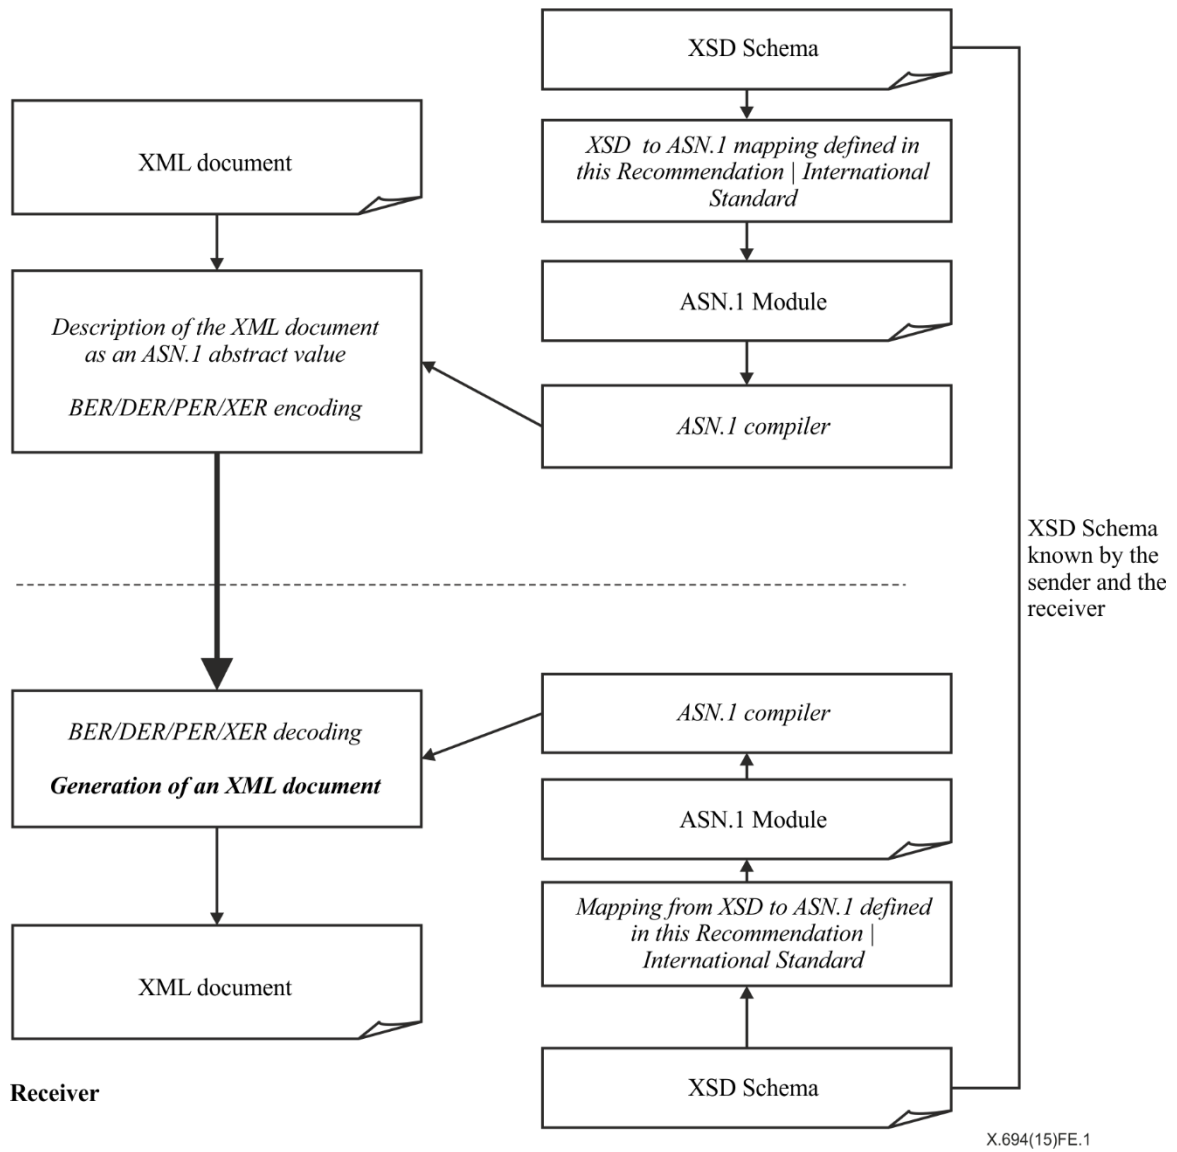 XSD Schema
XML document
XSD to ASN.1 mapping defined in
this Recommendation | International
Standard
ASN.1 Module
Description of the XML document
as an ASN.1 abstract value
BER/DER/PER/XER encoding
ASN.1 compiler
XSD Schema
known by the
sender and the
receiver
BER/DER/PER/XER decoding
Generation of an XML document
ASN.1 compiler
ASN.1 Module
Mapping from XSD to ASN.1 defined
in this Recommendation |
International Standard
XML document
XSD Schema
Receiver
X.694(15)FE.1